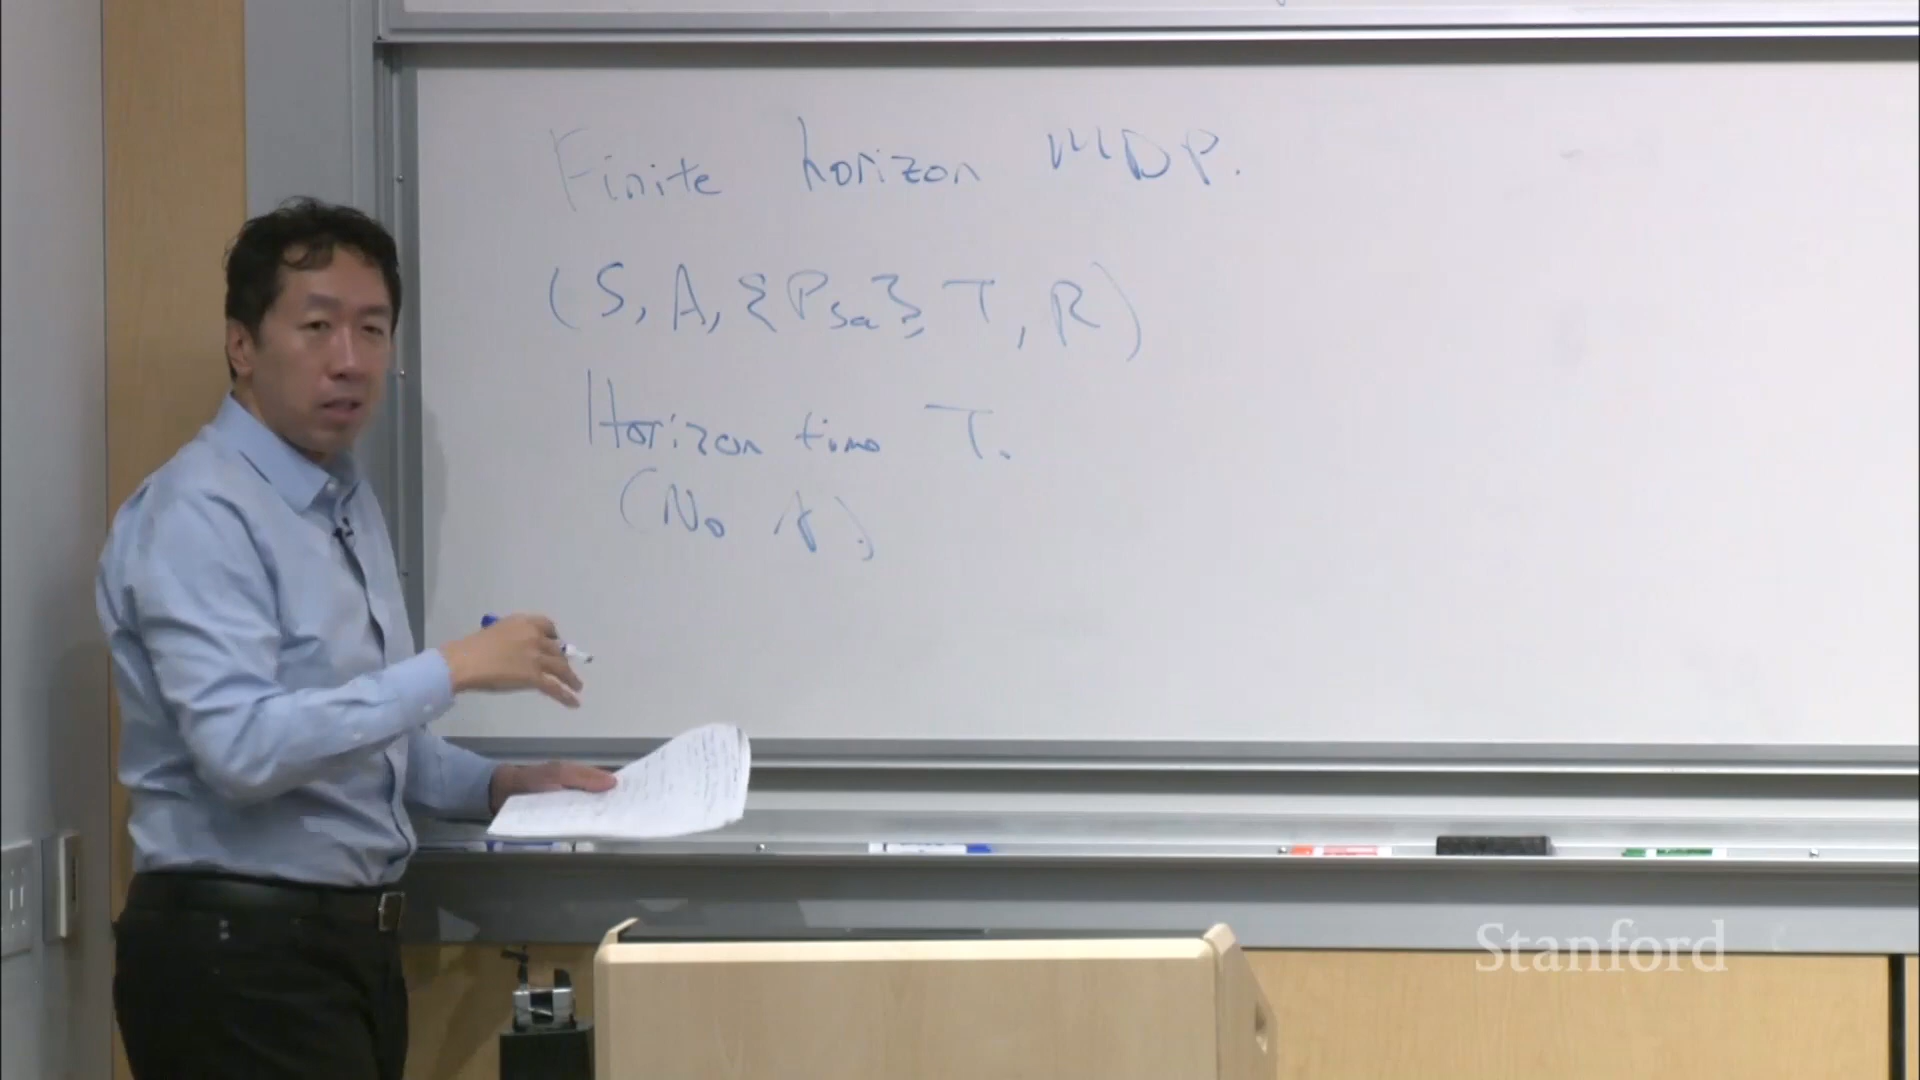 Finite horizon MDP.
(S, A, {Psa}, T, R)
Horizon time T.
(No γ.)
Stanford